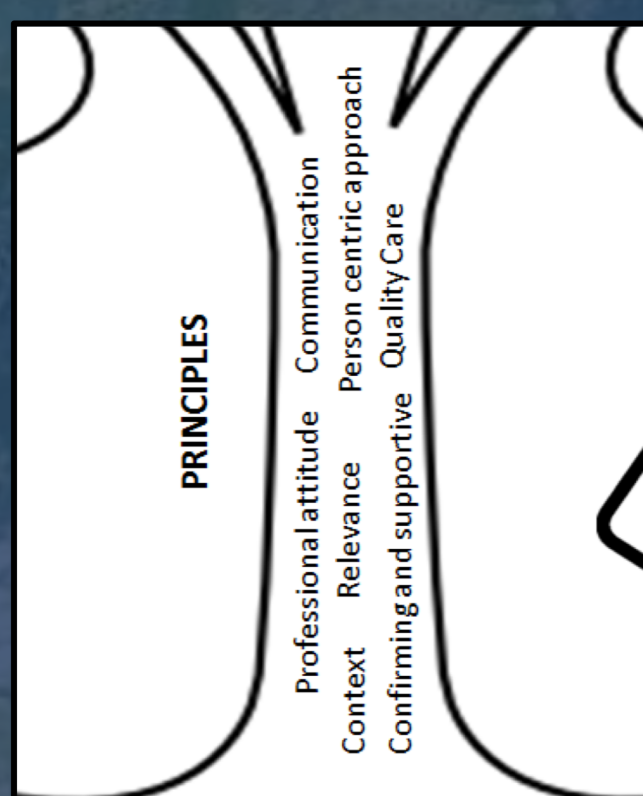 PRINCIPLES
Professional attitude Communication
Context Relevance Person centric approach
Confirming and supportive Quality Care